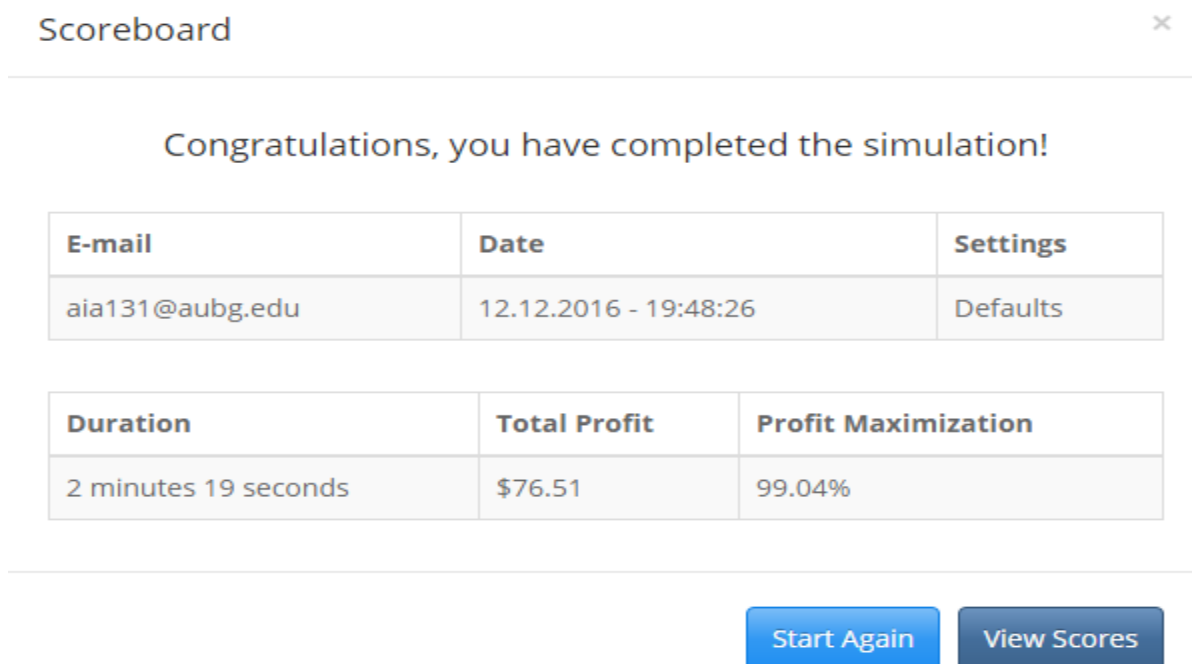 Scoreboard ×
Congratulations, you have completed the simulation!
E-mail Date Settings
aia131@aubg.edu 12.12.2016 - 19:48:26 Defaults
Duration Total Profit Profit Maximization
2 minutes 19 seconds $76.51 99.04%
Start Again View Scores